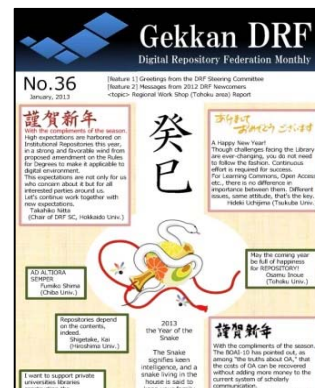 Gekkan DRF
Digital Repository Federation Monthly
No.36
January, 2013
[Feature 1] Greetings from the DRF Steering Committee
[Feature 2] Messages from 2012 DRF Newcomers
<topic> Regional Work Shop (Tohoku area) Report
謹賀新年
With the compliments of the season.
High expectations are harbored on
Institutional Repositories this year,
in a strong and favorable wind from
proposed amendment on the Rules
for Degrees to make it applicable to
digital environment.
This expectations are not only for us
who concern about it but for all
interested parties around us.
Let's continue work together with
new expectations.
Takahiko Nitta
(Chair of DRF SC, Hokkaido Univ.)
癸
巳
あけまして
おめでとう ございます
A Happy New Year!
Though challenges facing the Library
are ever-changing, you do not need
to follow the fashion. Continuous
effort is required for success.
For Learning Commons, Open Access
etc., there is no difference in
importance between them. Different
issues, same attitude, that's the key.
Hideki Uchijima (Tsukuba Univ.
May the coming
year be full of happiness
for REPOSITORY!
Osamu Inoue
(Tohoku Univ.)
AD ALTIORA
SEMPER
Fumiko Shima
(Chiba Univ.)
Repositories depend
on the contents,
indeed.
Shigetake, Kai
(Hiroshima Univ.)
2013
the Year of
the Snake
The Snake
signifies keen
intelligence, and a
snake living in the
house is said to
謹賀新年
With the compliments of the season.
The BOAI-10 has pointed out, as
among "the truths about OA," that
the costs of OA can be recovered
without adding more money to the
current system of scholarly
communication.
I want to support private
universities libraries